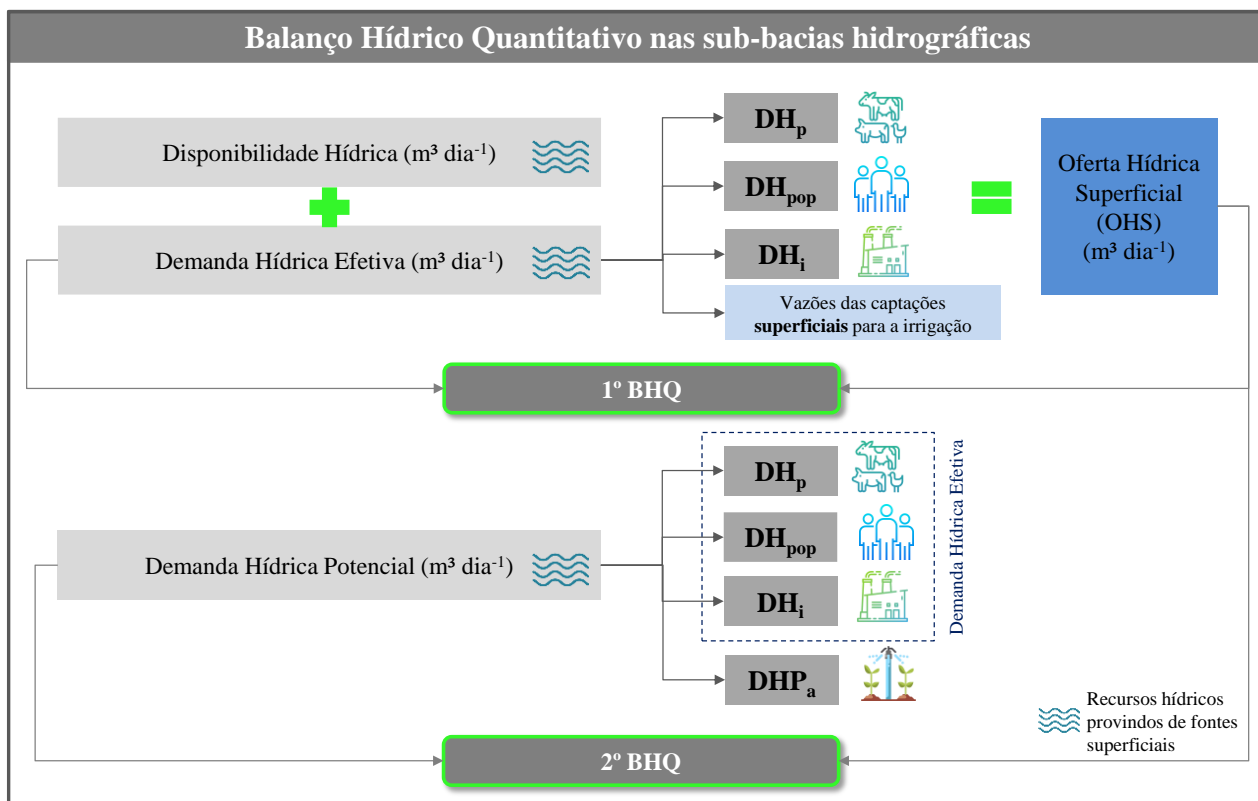 Balanço Hídrico Quantitativo nas sub-bacias hidrográficas
Disponibilidade Hídrica (m³ dia-1)
Demanda Hídrica Efetiva (m³ dia-1)
DHp
DHpop
DHi
Vazões das captações
superficiais para a irrigação
Oferta Hídrica
Superficial
(OHS)
(m³ dia-1)
1º BHQ
Demanda Hídrica Potencial (m³ dia-1)
DHp
DHpop
DHi
Demanda Hídrica Efetiva
DHPa
Recursos hídricos
provindos de fontes
superficiais
2º BHQ